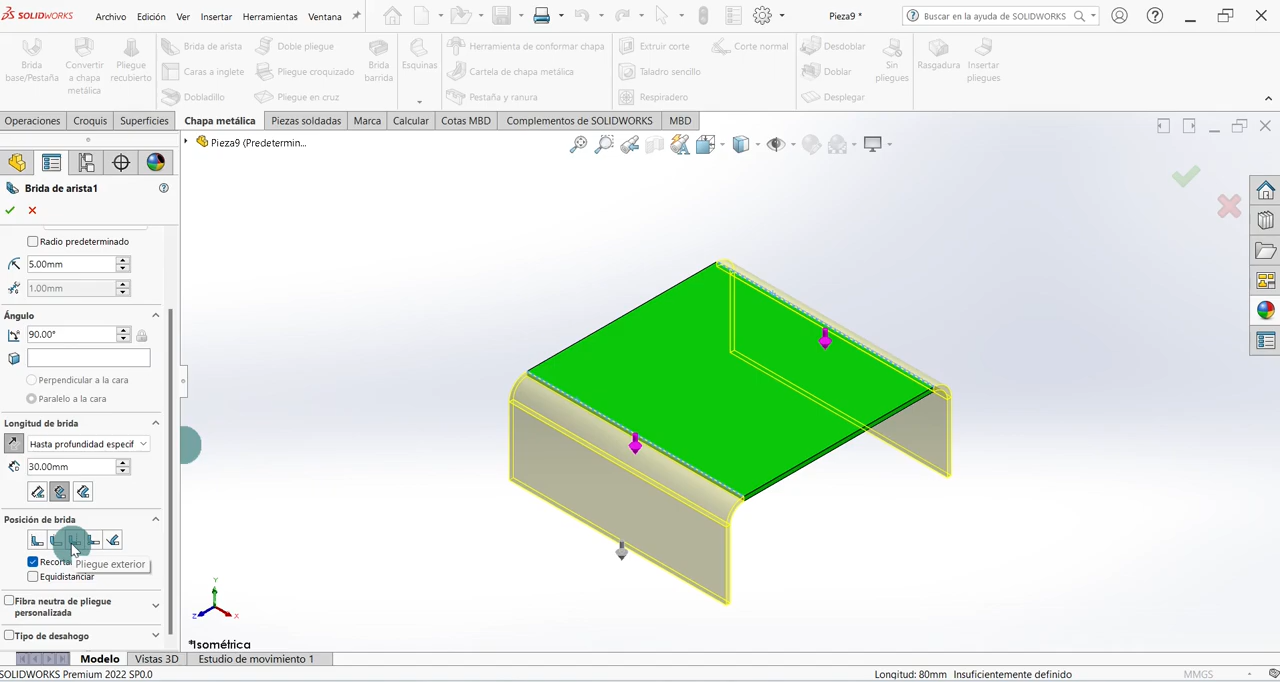 SOLIDWORKS Archivo Edición Ver Insertar Herramientas Ventana Pieza9 * Buscar en la ayuda de SOLIDWORKS
Brida base/Pestaña
Convertir a chapa metálica
Pliegue recubierto
Brida de arista
Caras a inglete
Dobladillo
Doble pliegue
Pliegue croquizado
Pliegue en cruz
Brida barrida
Esquinas
Herramienta de conformar chapa
Cartela de chapa metálica
Pestaña y ranura
Extruir corte
Taladro sencillo
Respiradero
Corte normal
Desdoblar
Doblar
Desplegar
Sin pliegues
Rasgadura
Insertar pliegues
Operaciones Croquis Superficies Chapa metálica Piezas soldadas Marca Calcular Cotas MBD Complementos de SOLIDWORKS MBD
Pieza9 (Predetermin...
Brida de arista1
Radio predeterminado
5.00mm
1.00mm
Ángulo
90.00°
Perpendicular a la cara
Paralelo a la cara
Longitud de brida
Hasta profundidad especif
30.00mm
Posición de brida
Recorta
Pliegue exterior
Equidistanciar
Fibra neutra de pliegue
personalizada
Tipo de desahogo
Y
Z
X
*Isométrica
Modelo Vistas 3D Estudio de movimiento 1
SOLIDWORKS Premium 2022 SP0.0 Longitud: 80mm Insuficientemente definido MMGS